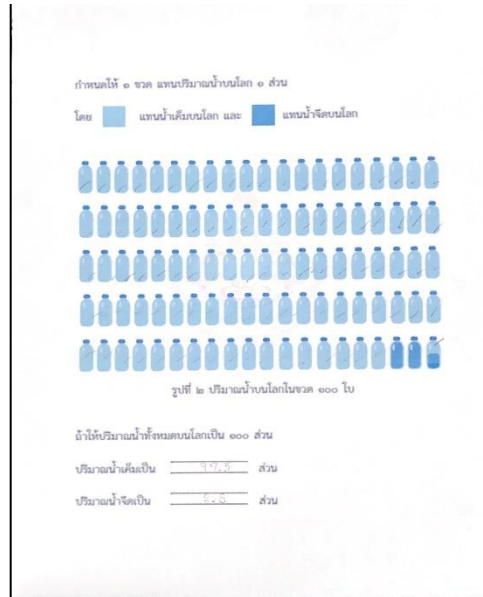 กำหนดให้ ๑ ขวด แทนปริมาณน้ำบนโลก ๑ ส่วน
โดย แทนน้ำเค็มบนโลก และ แทนน้ำจืดบนโลก
รูปที่ ๒ ปริมาณน้ำบนโลกในขวด ๑๐๐ ใบ
ถ้าให้ปริมาณน้ำทั้งหมดบนโลกเป็น ๑๐๐ ส่วน
ปริมาณน้ำเค็มเป็น 97.5 ส่วน
ปริมาณน้ำจืดเป็น ส่วน